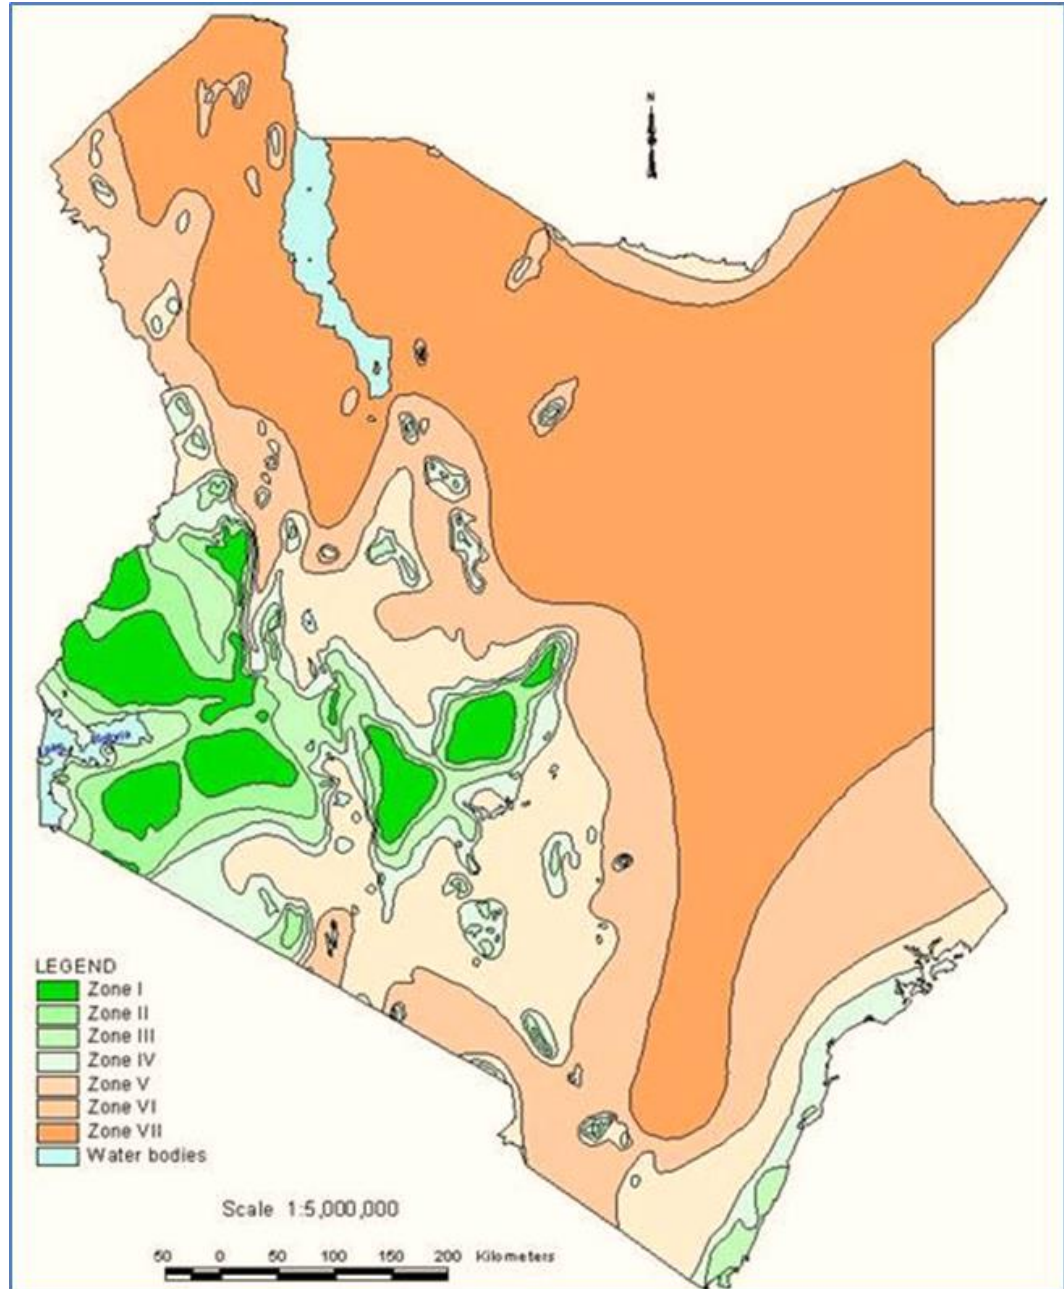 N
LEGEND
Zone I
Zone II
Zone III
Zone IV
Zone V
Zone VI
Zone VII
Water bodies
Scale 1:5,000,000
50 0 50 100 150 200 Kilometers